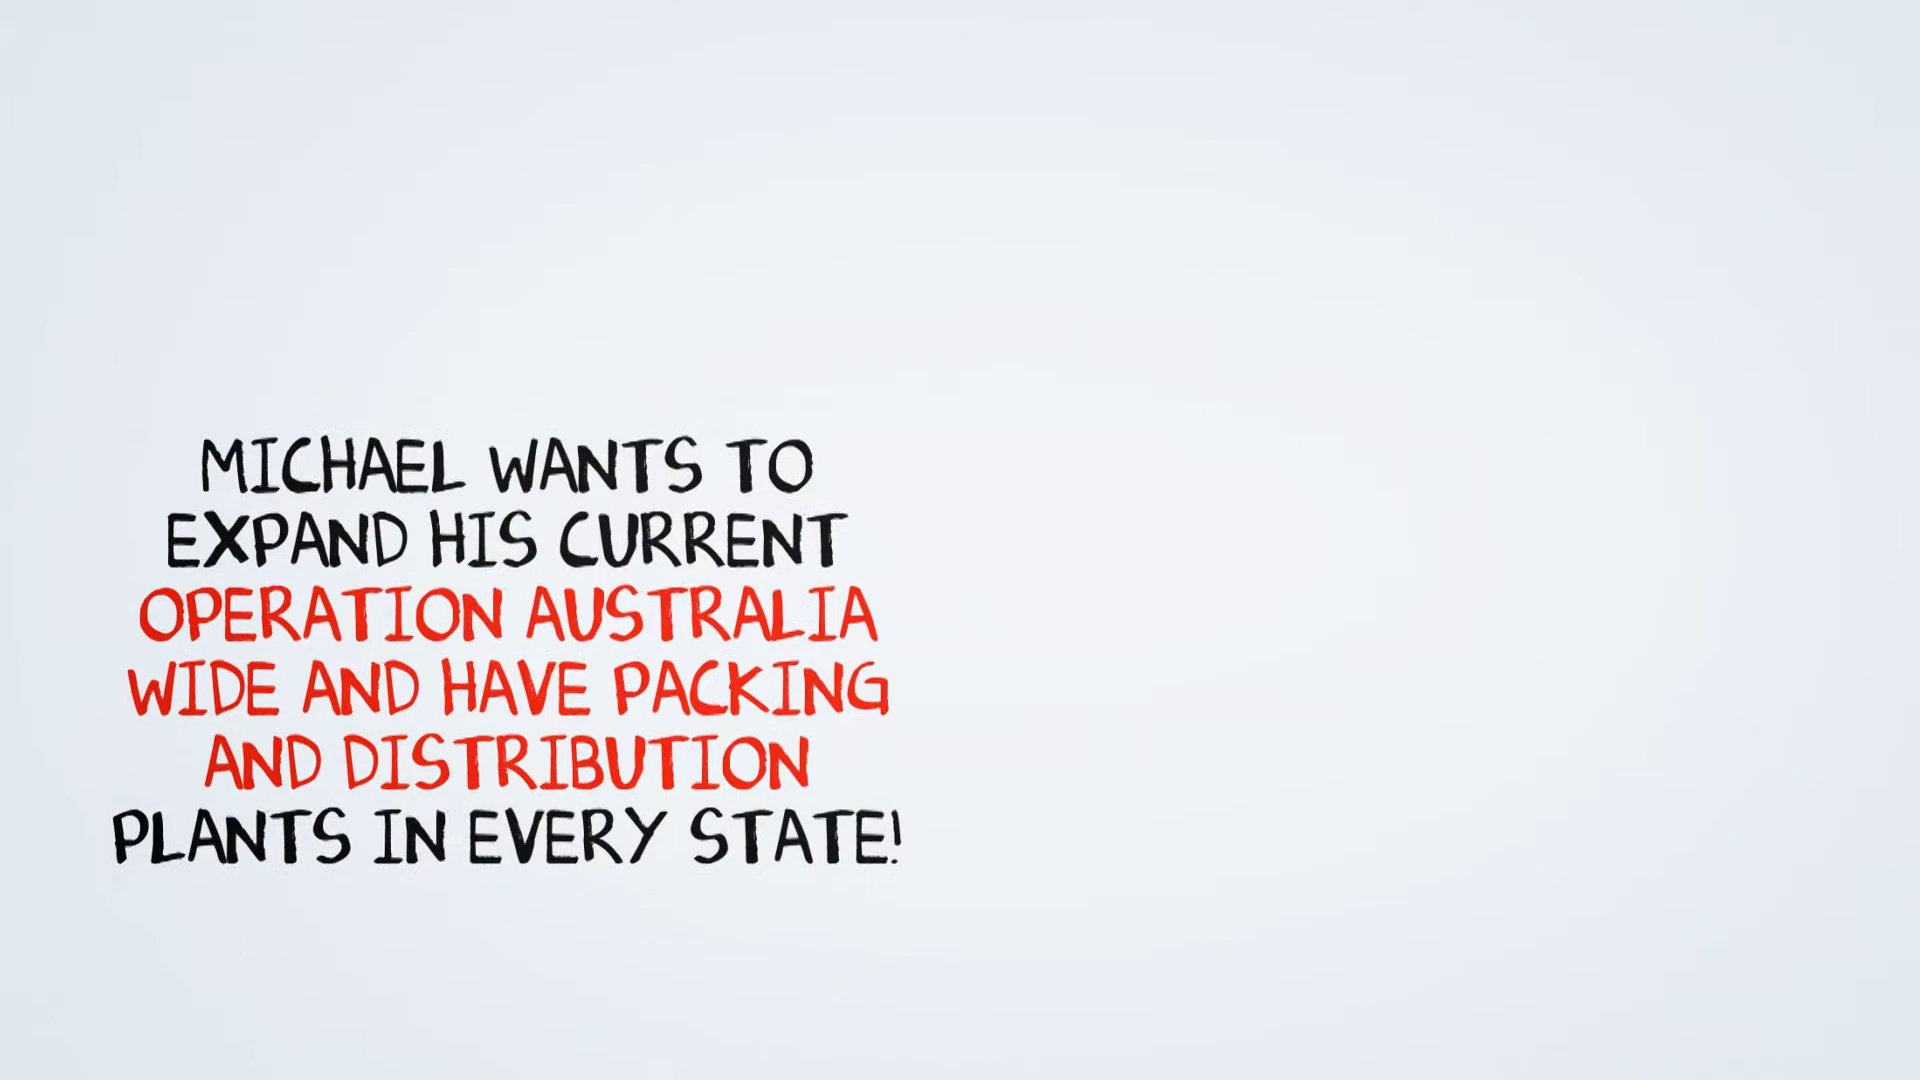 MICHAEL WANTS TO
EXPAND HIS CURRENT
OPERATION AUSTRALIA
WIDE AND HAVE PACKING
AND DISTRIBUTION
PLANTS IN EVERY STATE!